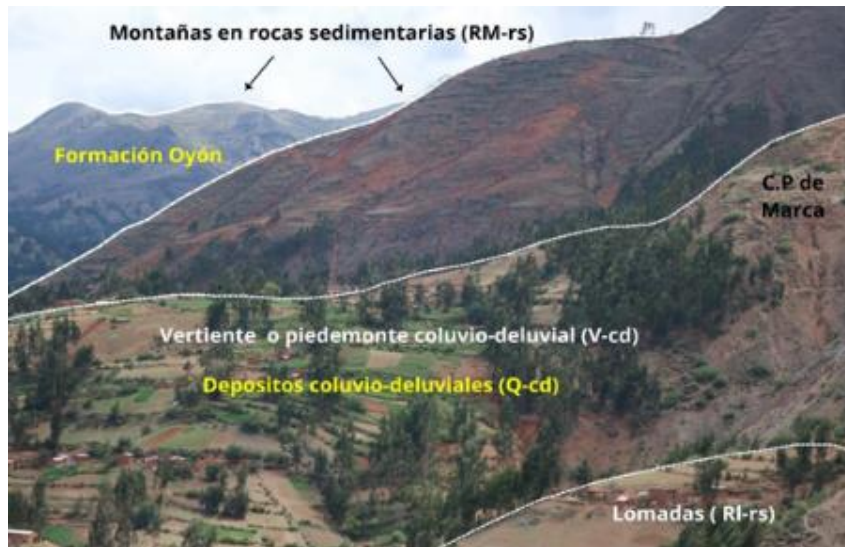 Montañas en rocas sedimentarias (RM-rs)
Formación Oyón
C.P de
Marca
Vertiente o piedemonte coluvio-deluvial (V-cd)
Depositos coluvio-deluviales (Q-cd)
Lomadas ( Rl-rs)